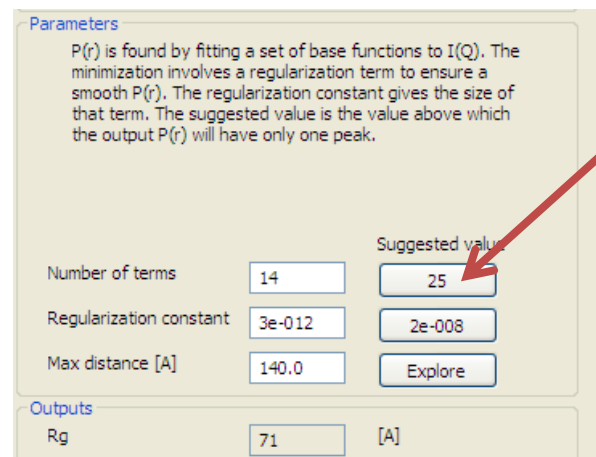 Parameters
P(r) is found by fitting a set of base functions to I(Q). The
minimization involves a regularization term to ensure a
smooth P(r). The regularization constant gives the size of
that term. The suggested value is the value above which
the output P(r) will have only one peak.
Suggested value
Number of terms 14 25
Regularization constant 3e-012 2e-008
Max distance [A] 140.0 Explore
Outputs
Rg 71 [A]